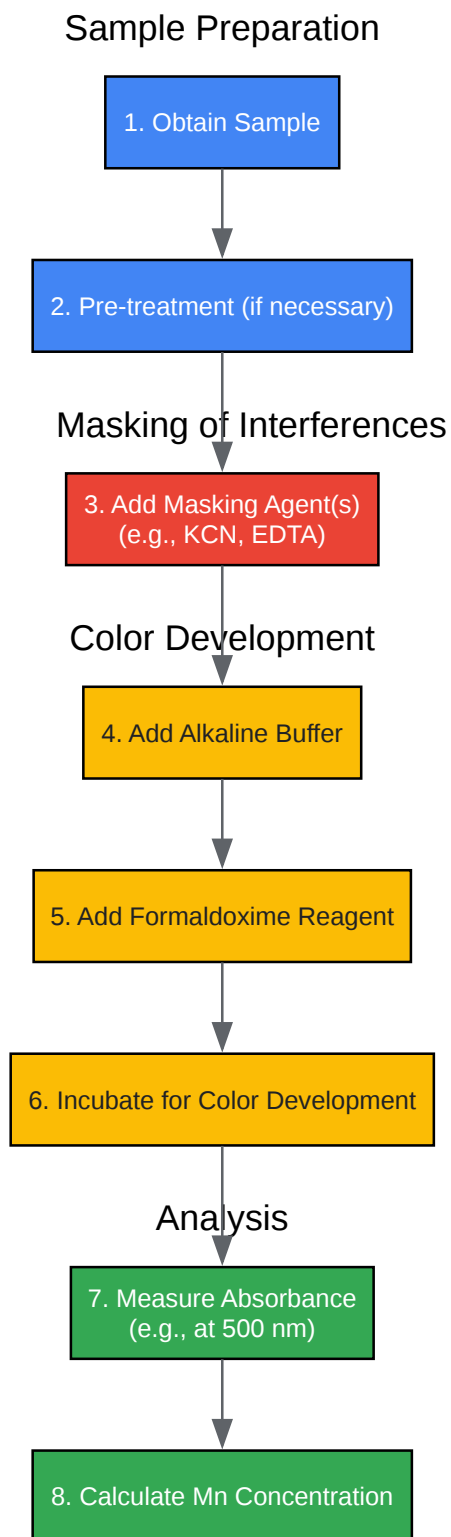 Sample Preparation
1. Obtain Sample
2. Pre-treatment (if necessary)
Masking of Interferences
3. Add Masking Agent(s)
(e.g., KCN, EDTA)
Color Development
4. Add Alkaline Buffer
5. Add Formaldoxime Reagent
6. Incubate for Color Development
Analysis
7. Measure Absorbance
(e.g., at 500 nm)
8. Calculate Mn Concentration